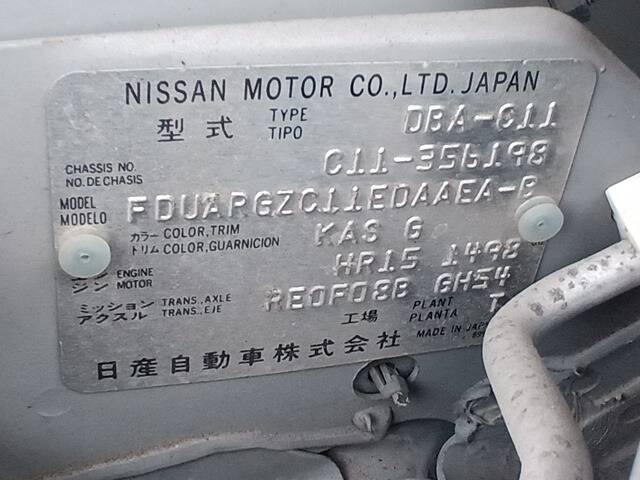 NISSAN MOTOR CO., LTD. JAPAN
型式 TYPE TIPO DBA-C11
CHASSIS NO. NO. DE CHASIS C11-356198
MODEL MODELO FDUARGZC11EDAAEA-B
カラー トリム COLOR, TRIM COLOR, GUARNICION KAS G
ジン ENGINE MOTOR HR15 1498
ミッション アクスル TRANS., AXLE TRANS., EJE RE0F08B GH54
工場 PLANT PLANTA T
日産自動車株式会社 MADE IN JAPAN